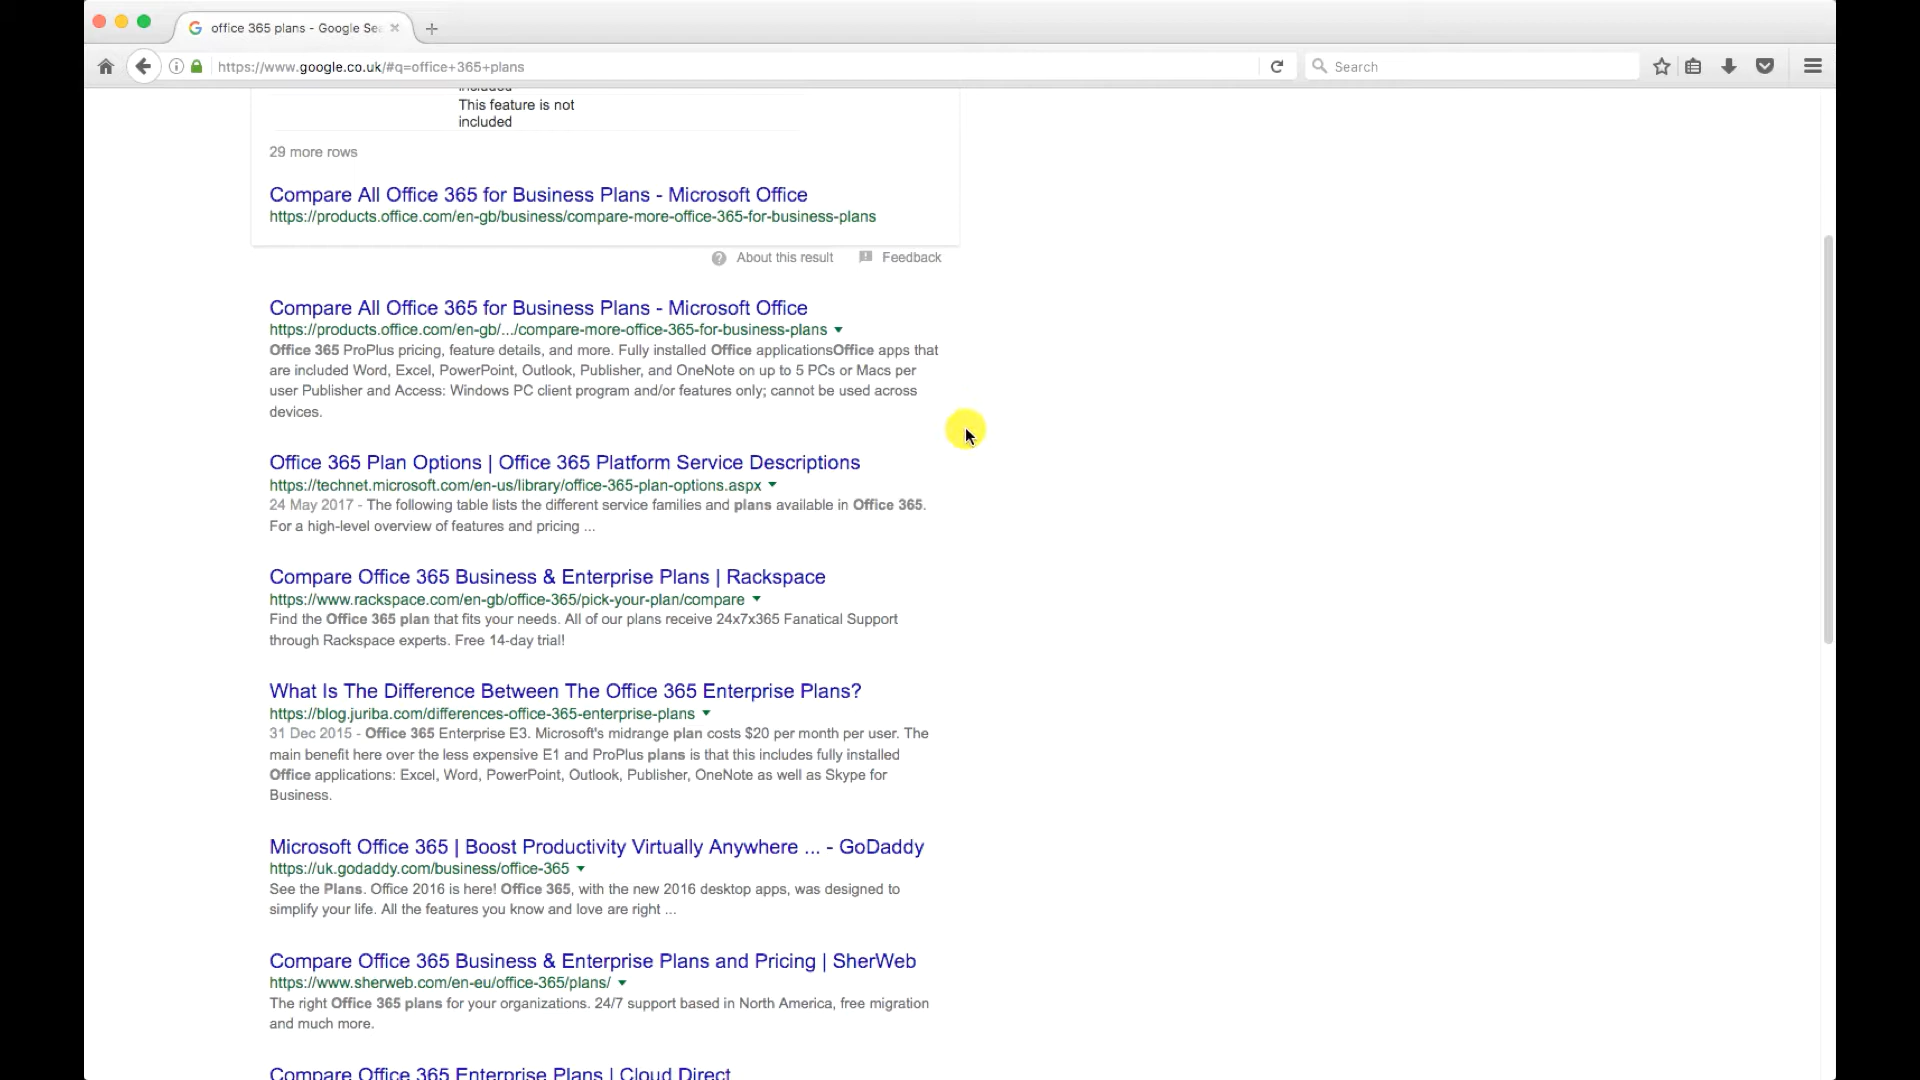 office 365 plans - Google Se
https://www.google.co.uk/#q=office+365+plans
Search
included
This feature is not
included
29 more rows
Compare All Office 365 for Business Plans - Microsoft Office
https://products.office.com/en-gb/business/compare-more-office-365-for-business-plans
About this result
Feedback
Compare All Office 365 for Business Plans - Microsoft Office
https://products.office.com/en-gb/.../compare-more-office-365-for-business-plans
Office 365 ProPlus pricing, feature details, and more. Fully installed Office applicationsOffice apps that
are included Word, Excel, PowerPoint, Outlook, Publisher, and OneNote on up to 5 PCs or Macs per
user Publisher and Access: Windows PC client program and/or features only; cannot be used across
devices.
Office 365 Plan Options | Office 365 Platform Service Descriptions
https://technet.microsoft.com/en-us/library/office-365-plan-options.aspx
24 May 2017 - The following table lists the different service families and plans available in Office 365.
For a high-level overview of features and pricing ...
Compare Office 365 Business & Enterprise Plans | Rackspace
https://www.rackspace.com/en-gb/office-365/pick-your-plan/compare
Find the Office 365 plan that fits your needs. All of our plans receive 24x7x365 Fanatical Support
through Rackspace experts. Free 14-day trial!
What Is The Difference Between The Office 365 Enterprise Plans?
https://blog.juriba.com/differences-office-365-enterprise-plans
31 Dec 2015 - Office 365 Enterprise E3. Microsoft's midrange plan costs $20 per month per user. The
main benefit here over the less expensive E1 and ProPlus plans is that this includes fully installed
Office applications: Excel, Word, PowerPoint, Outlook, Publisher, OneNote as well as Skype for
Business.
Microsoft Office 365 | Boost Productivity Virtually Anywhere ... - GoDaddy
https://uk.godaddy.com/business/office-365
See the Plans. Office 2016 is here! Office 365, with the new 2016 desktop apps, was designed to
simplify your life. All the features you know and love are right ...
Compare Office 365 Business & Enterprise Plans and Pricing | SherWeb
https://www.sherweb.com/en-eu/office-365/plans/
The right Office 365 plans for your organizations. 24/7 support based in North America, free migration
and much more.
Compare Office 365 Enterprise Plans | Cloud Direct